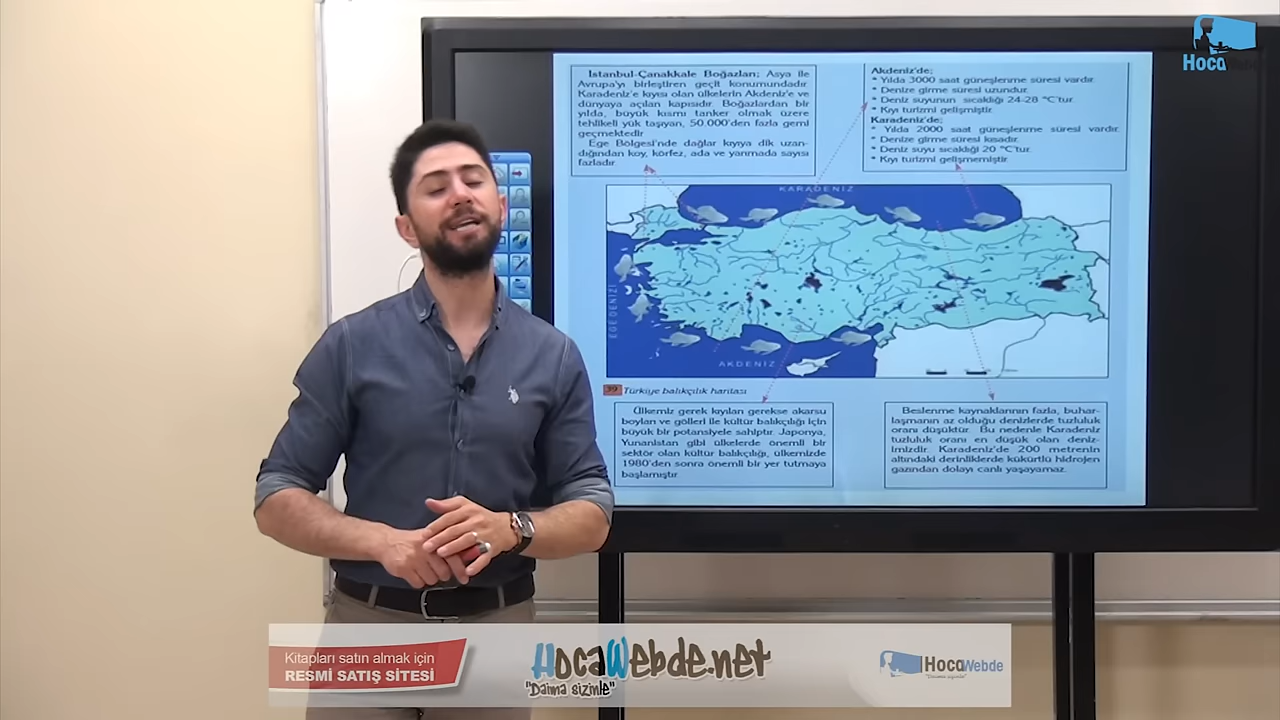 Hoca Webde
İstanbul-Çanakkale Boğazları; Asya ile
Avrupa'yı birleştiren geçit konumundadır.
Karadeniz'e kıyısı olan ülkelerin Akdeniz'e ve
dünyaya açılan kapısıdır. Boğazlardan bir
yılda, büyük kısmı tanker olmak üzere
tehlikeli yük taşıyan, 50.000'den fazla gemi
geçmektedir.
Ege Bölgesi'nde dağlar kıyıya dik uzan-
dığından koy, körfez, ada ve yarımada sayısı
fazladır.
Akdeniz'de;
* Yılda 3000 saat güneşlenme süresi vardır.
* Denize girme süresi uzundur.
* Deniz suyunun sıcaklığı 24-28 °C'tur.
* Kıyı turizmi gelişmiştir.
Karadeniz'de;
* Yılda 2000 saat güneşlenme süresi vardır.
* Denize girme süresi kısadır.
* Deniz suyu sıcaklığı 20 °C'tur.
* Kıyı turizmi gelişmemiştir.
KARADENİZ
EGE DENİZİ
AKDENİZ
39 Türkiye balıkçılık haritası
Ülkemiz gerek kıyıları gerekse akarsu
boyları ve gölleri ile kültür balıkçılığı için
büyük bir potansiyele sahiptir. Japonya,
Yunanistan gibi ülkelerde önemli bir
sektör olan kültür balıkçılığı, ülkemizde
1980'den sonra önemli bir yer tutmaya
başlamıştır.
Beslenme kaynaklarının fazla, buhar-
laşmanın az olduğu denizlerde tuzluluk
oranı düşüktür. Bu nedenle Karadeniz
tuzluluk oranı en düşük olan deniz-
imizdir. Karadeniz'de 200 metrenin
altındaki derinliklerde kükürtlü hidrojen
gazından dolayı canlı yaşayamaz.
Kitapları satın almak için
RESMİ SATIŞ SİTESİ
HocaWebde.net
"Daima sizinle"
HocaWebde
"Daima sizinle"